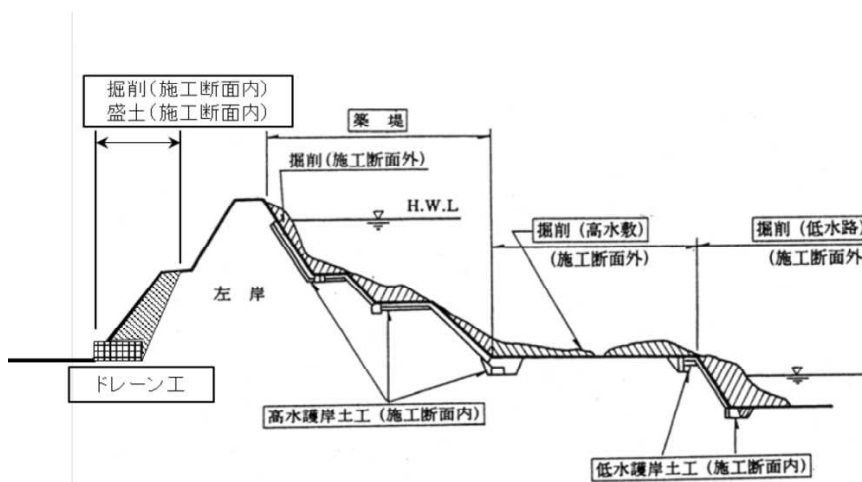 掘削(施工断面内)
盛土(施工断面内)
築堤
掘削(施工断面外)
H.W.L
掘削(高水敷)
(施工断面外)
掘削(低水路)
(施工断面外
左岸
ドレーン工
高水護岸土工(施工断面内)
低水護岸土工(施工断面内)